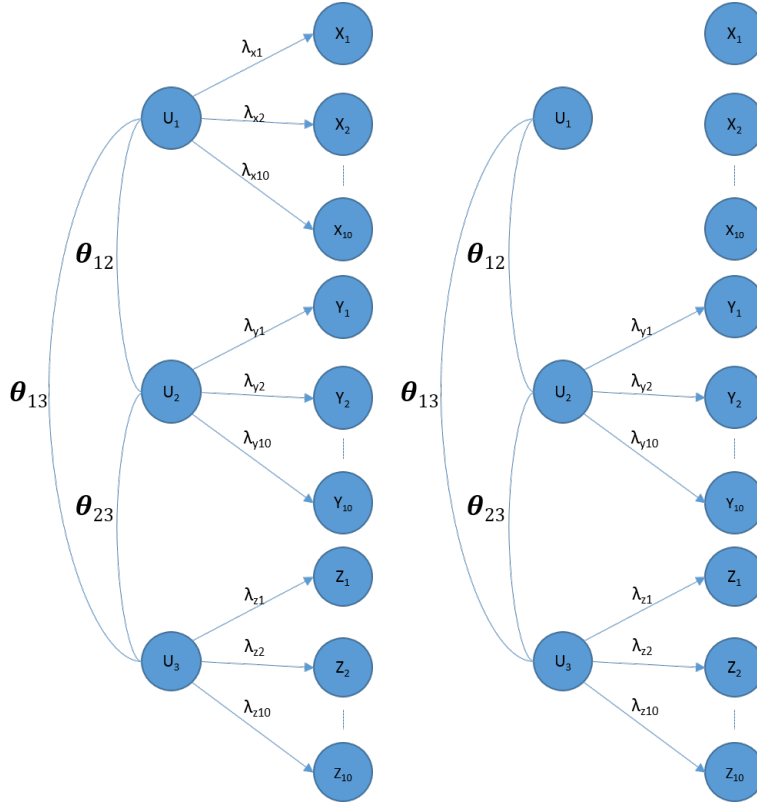 X₁
λₓ₁
U₁
λₓ₂
X₂
λₓ₁₀
X₁₀
θ₁₂
Y₁
λy₁
θ₁₃
U₂
λy₂
Y₂
λy₁₀
θ₂₃
Y₁₀
Z₁
λz₁
U₃
λz₂
Z₂
λz₁₀
Z₁₀
X₁
U₁
X₂
X₁₀
θ₁₂
Y₁
λy₁
θ₁₃
U₂
λy₂
Y₂
λy₁₀
θ₂₃
Y₁₀
Z₁
λz₁
U₃
λz₂
Z₂
λz₁₀
Z₁₀